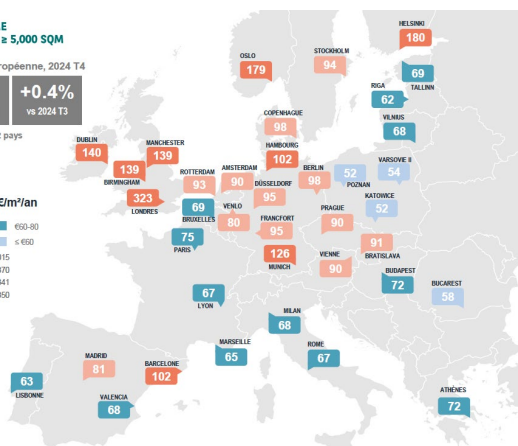 ≥ 5,000 SQM
HELSINKI
180
OSLO
179
STOCKHOLM
94
ropéenne, 2024 T4
+0.4%
vs 2024 T3
pays
69
TALLINN
RIGA
62
VILNIUS
68
COPENHAGUE
98
DUBLIN
140
MANCHESTER
139
139
BIRMINGHAM
HAMBOURG
102
ROTTERDAM
93
AMSTERDAM
90
BERLIN
98
52
POZNAN
VARSOVIE II
54
323
LONDRES
DÜSSELDORF
95
KATOWICE
52
€/m²/an
€60-80
≤ €60
69
BRUXELLES
VENLO
80
FRANCFORT
95
PRAGUE
90
75
PARIS
91
BRATISLAVA
315
370
341
350
126
MUNICH
VIENNE
90
BUDAPEST
72
BUCAREST
58
67
LYON
MILAN
68
MARSEILLE
65
ROME
67
MADRID
81
BARCELONE
102
63
LISBONNE
VALENCIA
68
ATHÈNES
72